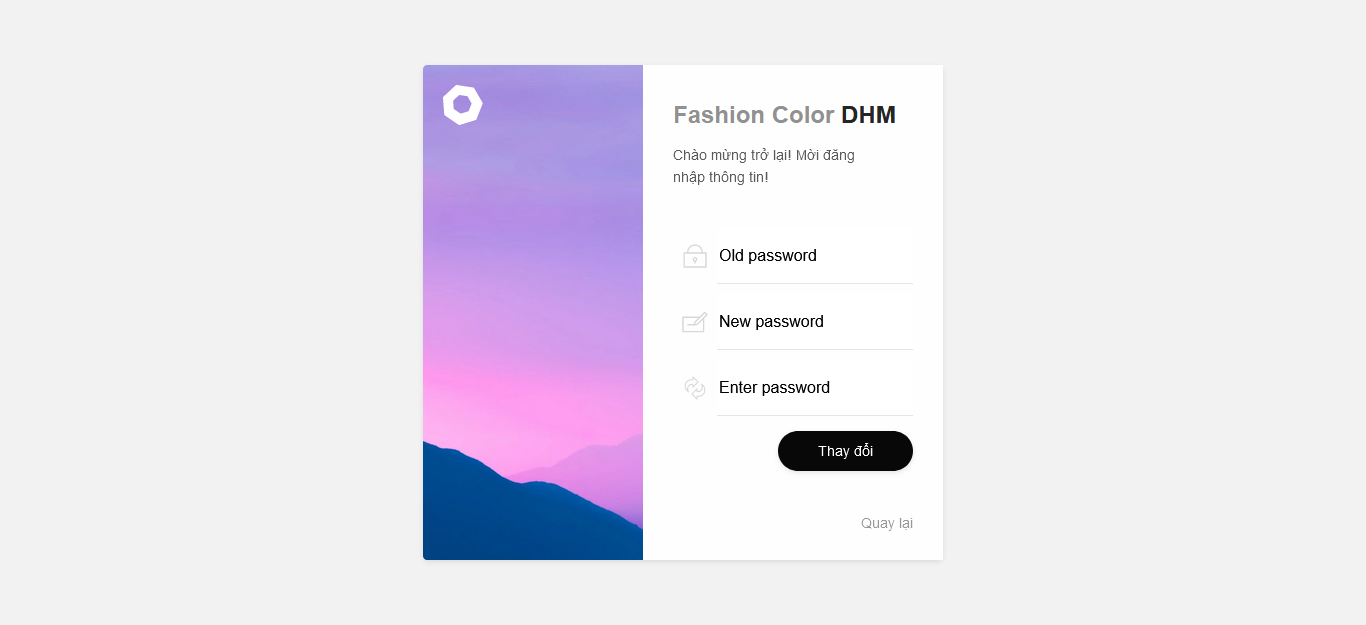 Fashion Color DHM
Chào mừng trở lại! Mời đăng
nhập thông tin!
Old password
New password
Enter password
Thay đổi
Quay lại